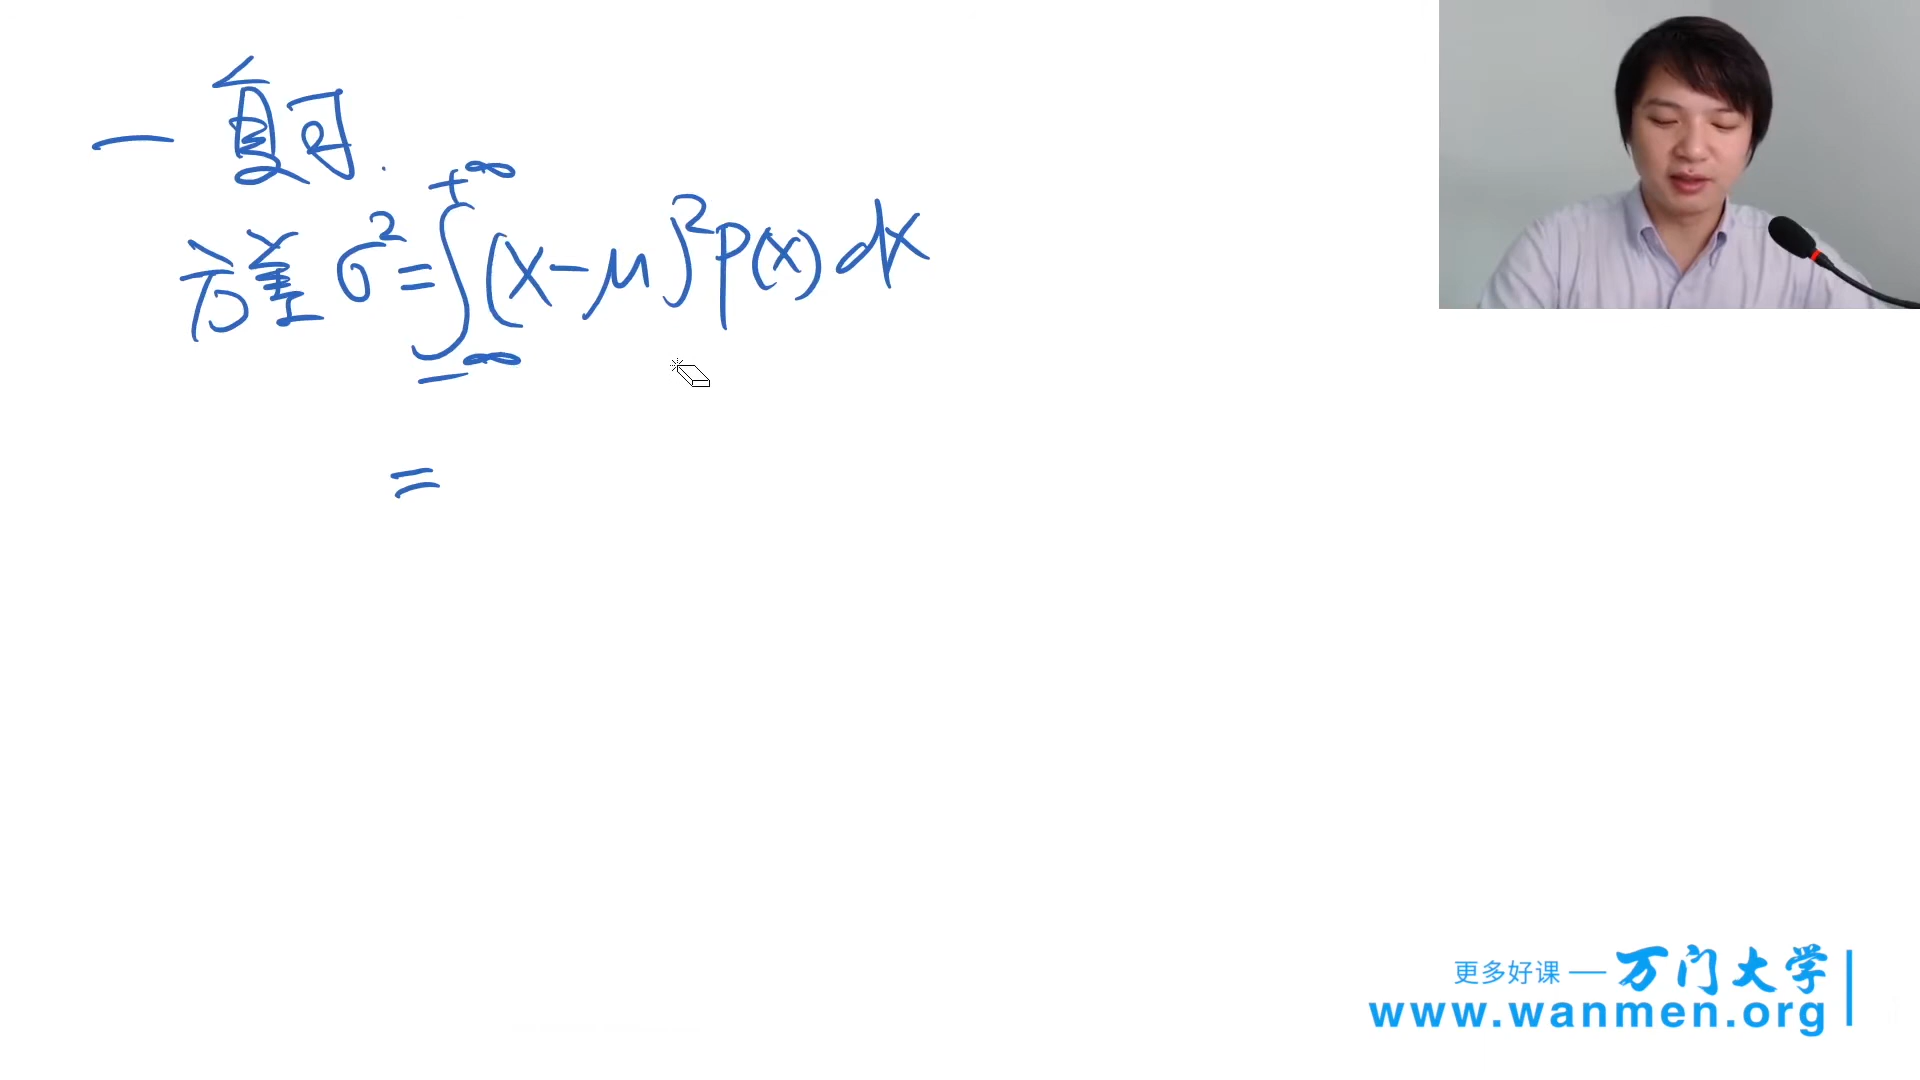 一 复习.
方差 σ² = ∫₋∞⁺∞ (x-μ)² p(x) dx
=
更多好课 — 万门大学
www.wanmen.org